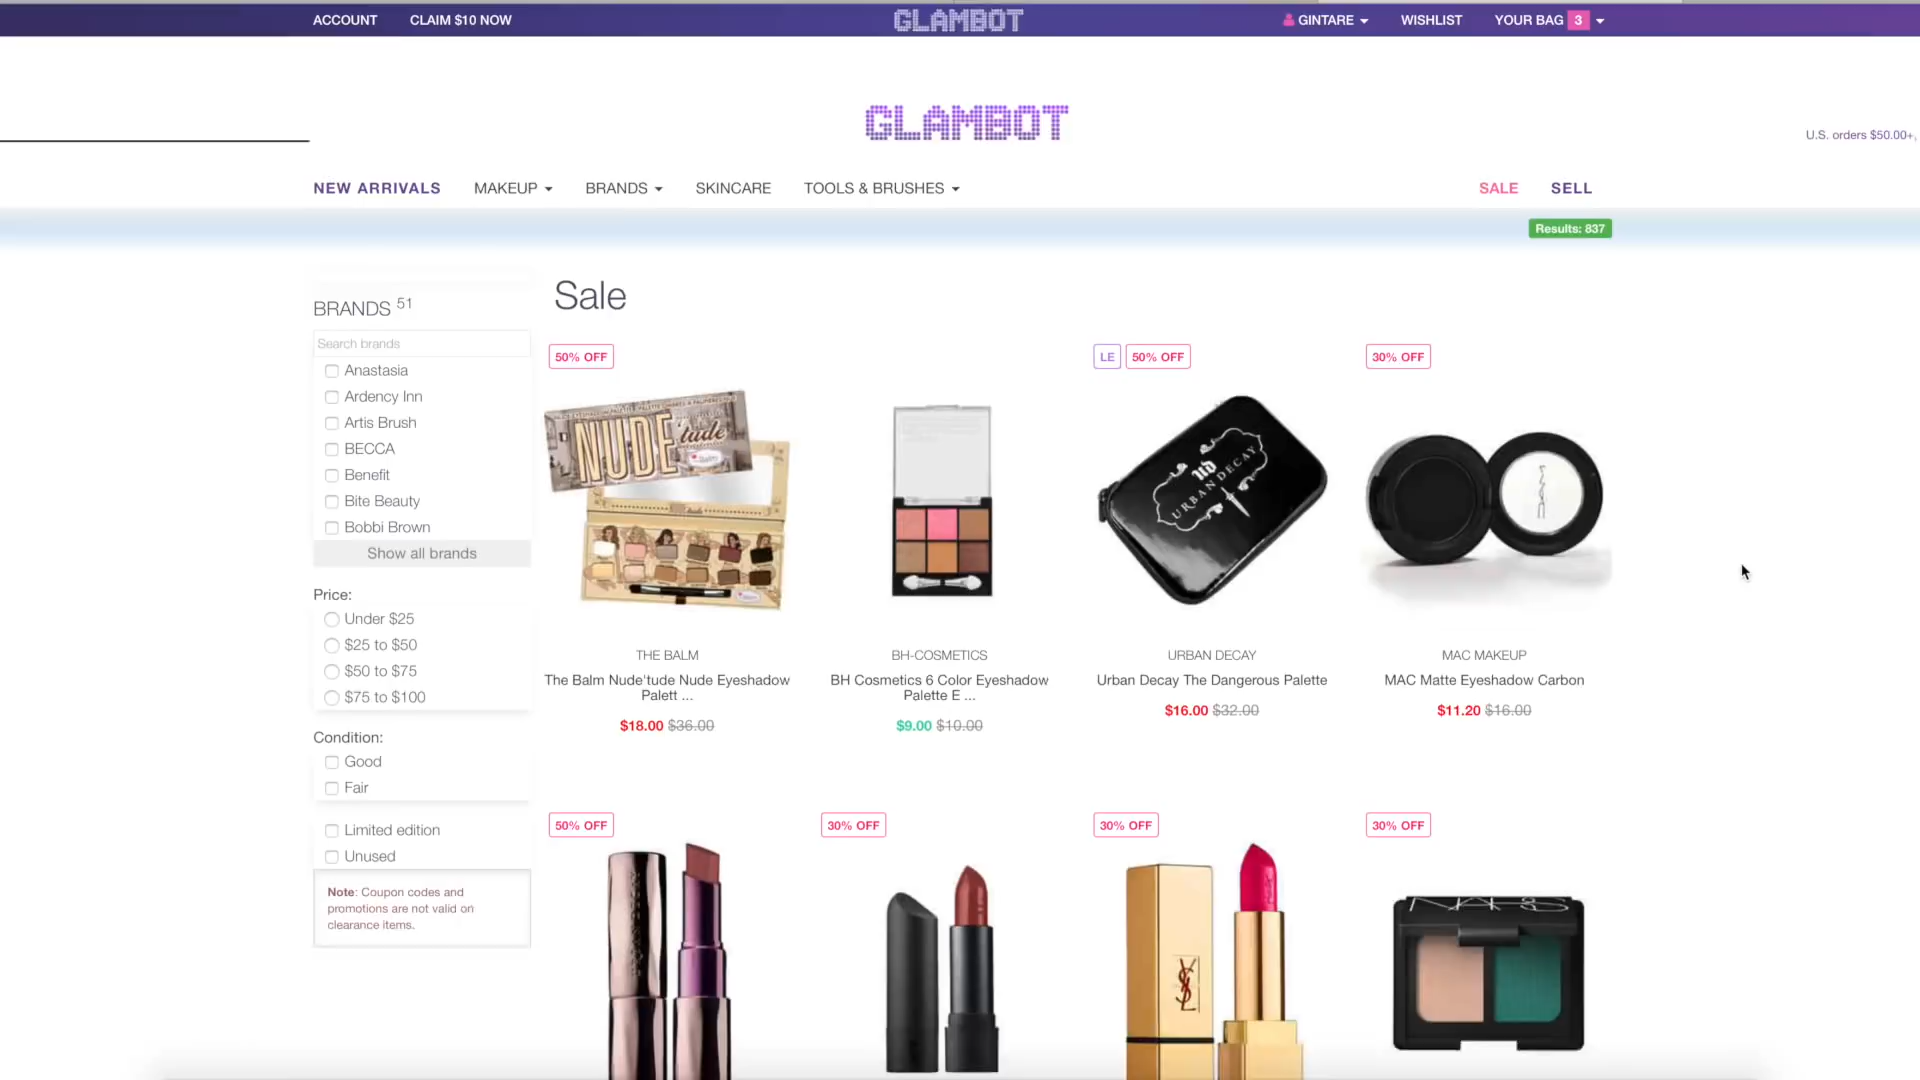 ACCOUNT CLAIM $10 NOW GLAMBOT GINTARE WISHLIST YOUR BAG 3
GLAMBOT
U.S. orders $50.00+,
NEW ARRIVALS MAKEUP BRANDS SKINCARE TOOLS & BRUSHES SALE SELL
Results: 837
BRANDS 51
Search brands
Anastasia
Ardency Inn
Artis Brush
BECCA
Benefit
Bite Beauty
Bobbi Brown
Show all brands
Price:
Under $25
$25 to $50
$50 to $75
$75 to $100
Condition:
Good
Fair
Limited edition
Unused
Note: Coupon codes and
promotions are not valid on
clearance items.
Sale
50% OFF
NUDE tude
THE BALM
The Balm Nude'tude Nude Eyeshadow
Palett ...
$18.00 $36.00
BH-COSMETICS
BH Cosmetics 6 Color Eyeshadow
Palette E ...
$9.00 $10.00
LE 50% OFF
UD
URBAN DECAY
URBAN DECAY
Urban Decay The Dangerous Palette
$16.00 $32.00
30% OFF
MAC
MAC MAKEUP
MAC Matte Eyeshadow Carbon
$11.20 $16.00
50% OFF
30% OFF
30% OFF
YSL
30% OFF
NARS